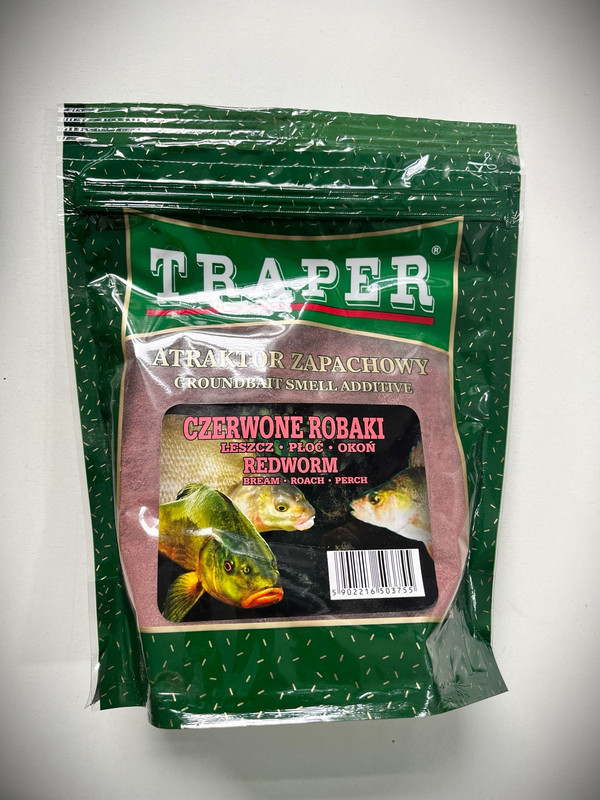 TRAPER®
ATRAKTOR ZAPACHOWY
GROUNDBAIT SMELL ADDITIVE
CZERWONE ROBAKI
LESZCZ • PŁOĆ • OKOŃ
REDWORM
BREAM • ROACH • PERCH
5 902216 503755